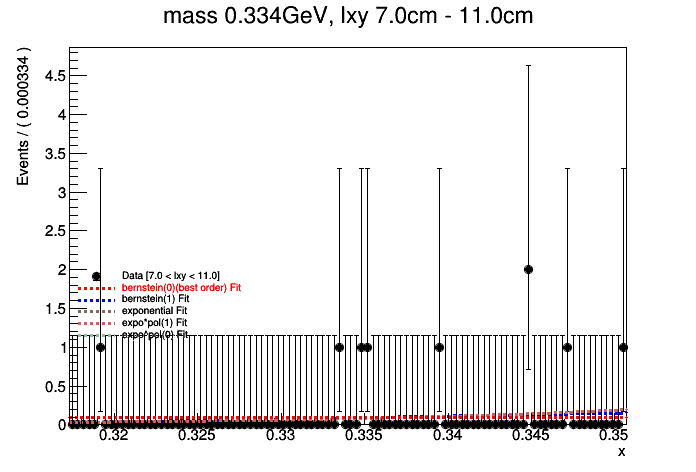 mass 0.334GeV, lxy 7.0cm - 11.0cm
Events / ( 0.000334 )
4.5
4
3.5
3
2.5
2
1.5
1
0.5
0
Data [7.0 < lxy < 11.0]
bernstein(0)(best order) Fit
bernstein(1) Fit
exponential Fit
expo*pol(1) Fit
expo*pol(0) Fit
0.32 0.325 0.33 0.335 0.34 0.345 0.35
x